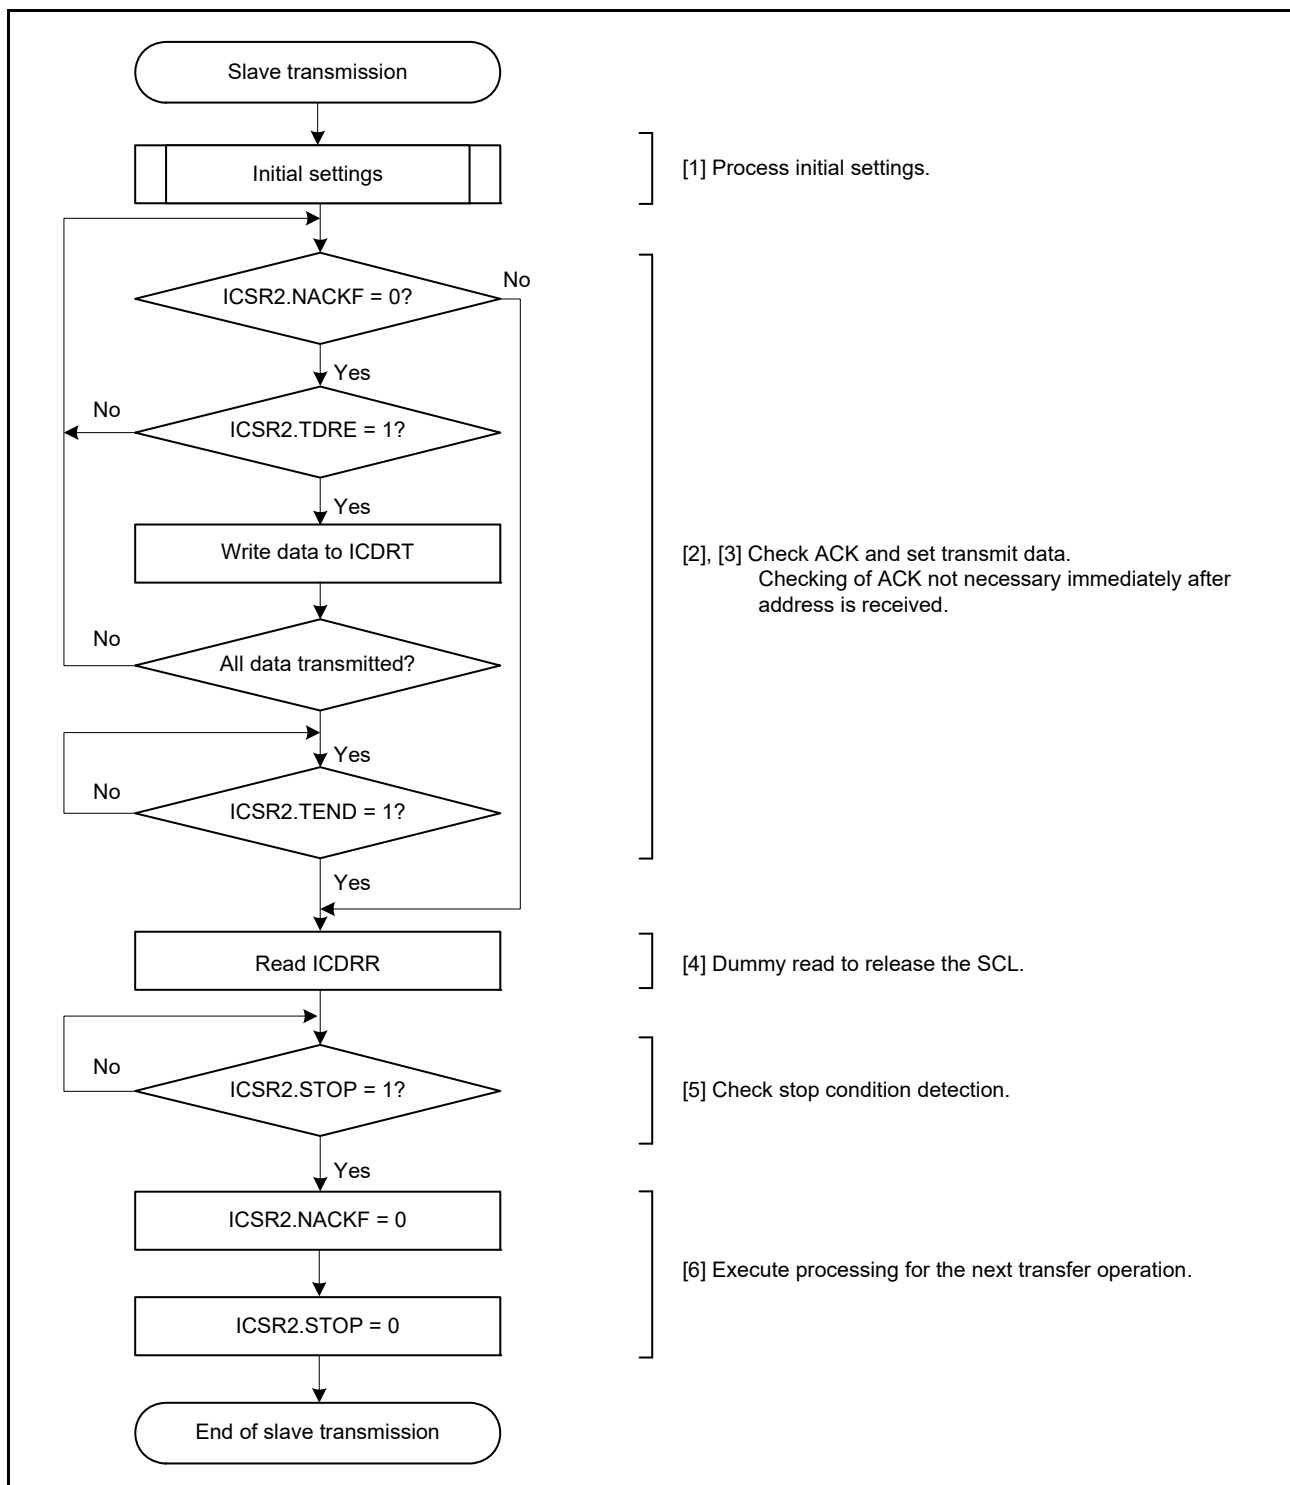 Slave transmission
Initial settings
[1] Process initial settings.
ICSR2.NACKF = 0?
No
Yes
No
ICSR2.TDRE = 1?
Yes
Write data to ICDRT
[2], [3] Check ACK and set transmit data.
Checking of ACK not necessary immediately after
address is received.
No
All data transmitted?
Yes
No
ICSR2.TEND = 1?
Yes
Read ICDRR
[4] Dummy read to release the SCL.
No
ICSR2.STOP = 1?
[5] Check stop condition detection.
Yes
ICSR2.NACKF = 0
[6] Execute processing for the next transfer operation.
ICSR2.STOP = 0
End of slave transmission